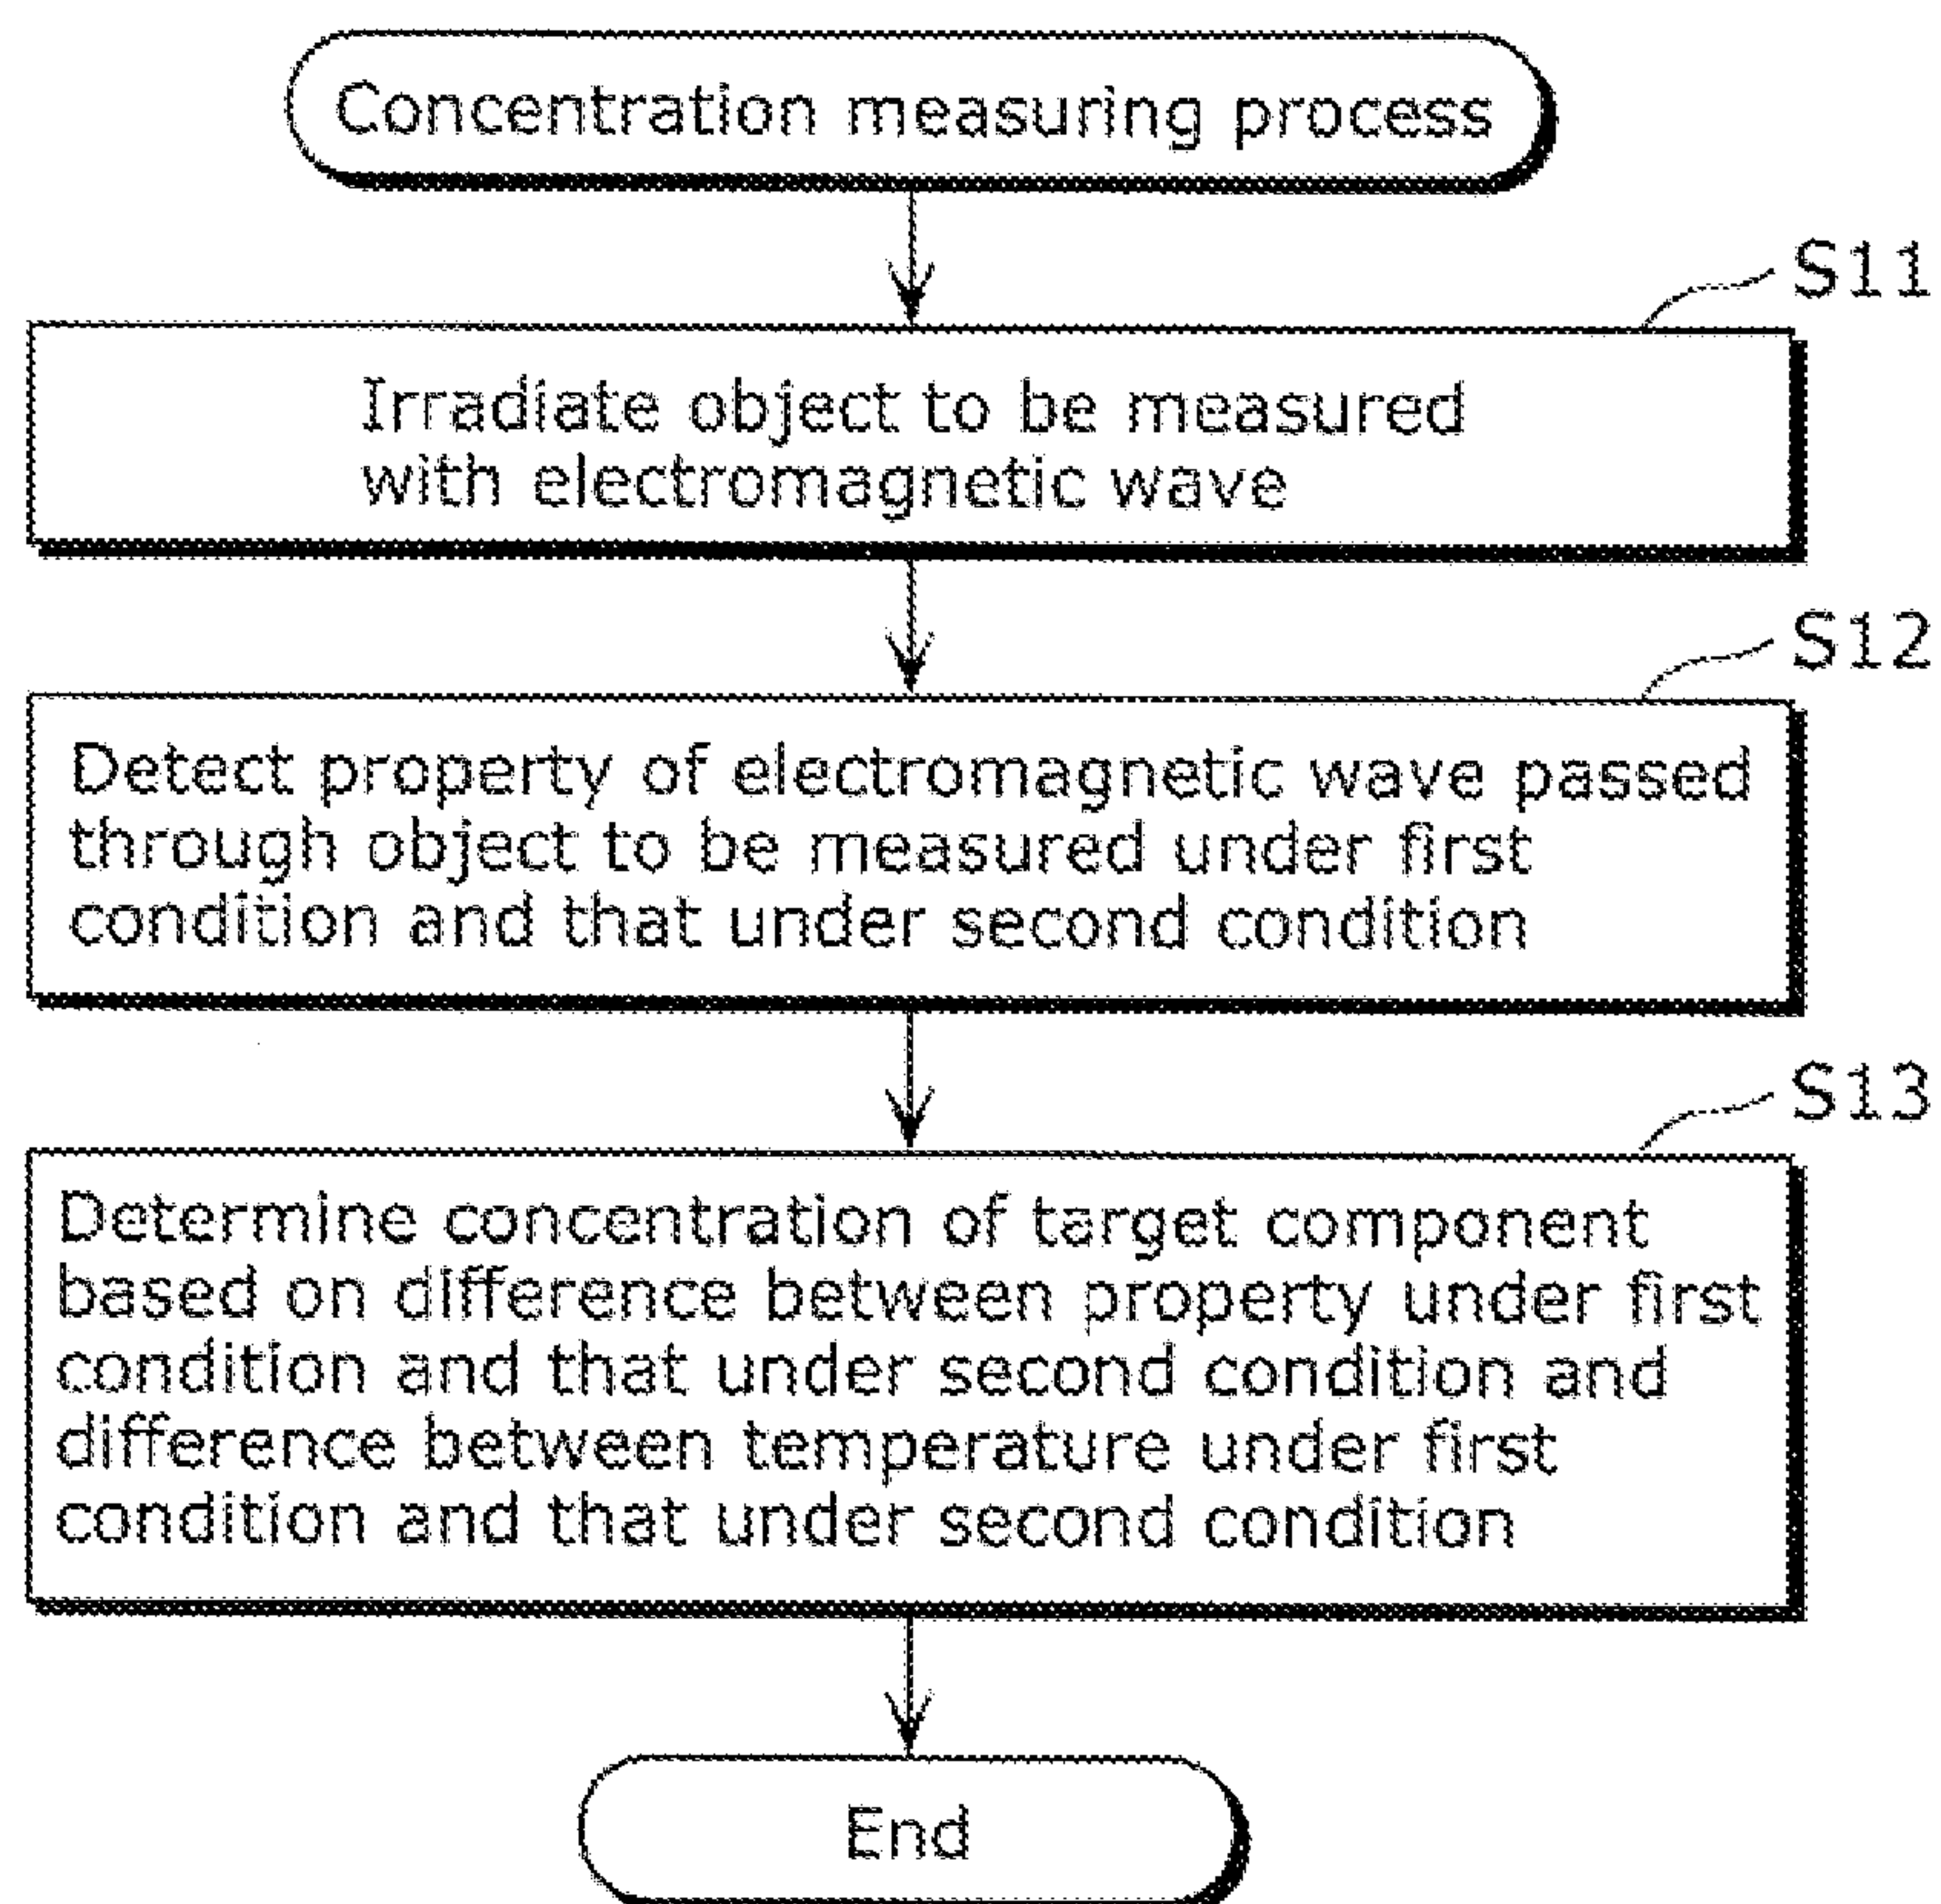 Concentration measuring process
S11
Irradiate object to be measured
with electromagnetic wave
S12
Detect property of electromagnetic wave passed
through object to be measured under first
condition and that under second condition
S13
Determine concentration of target component
based on difference between property under first
condition and that under second condition and
difference between temperature under first
condition and that under second condition
End